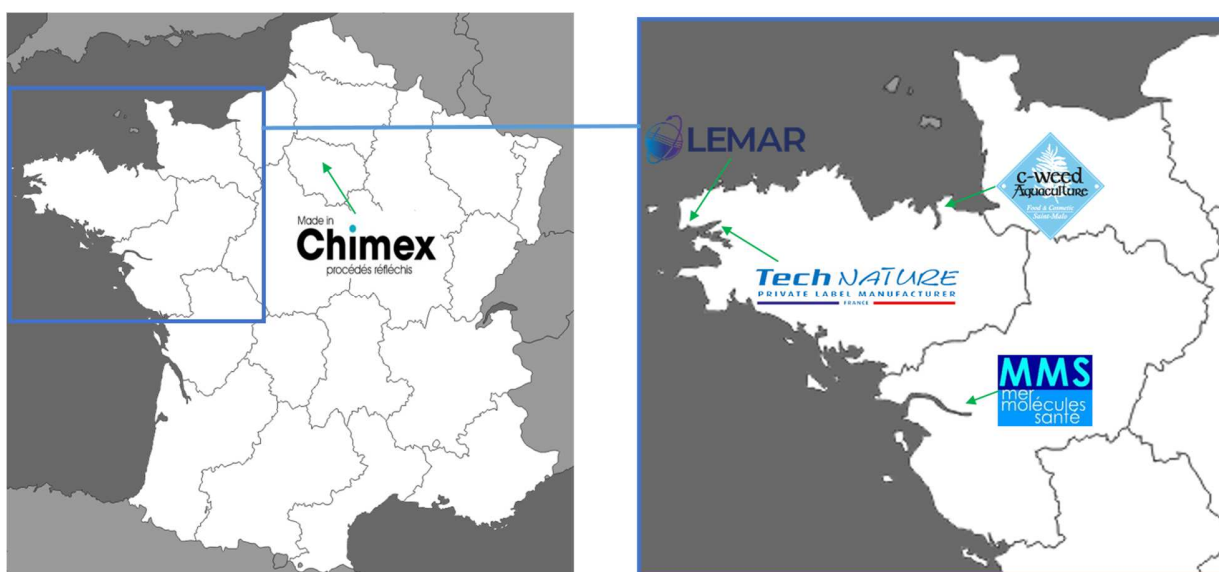 Made in
Chimex
procédés réfléchis
LEMAR
c-weed
Aquaculture
Food & Cosmetic
Saint-Malo
Tech NATURE
PRIVATE LABEL MANUFACTURER
FRANCE
MMS
mer
molécules
santé